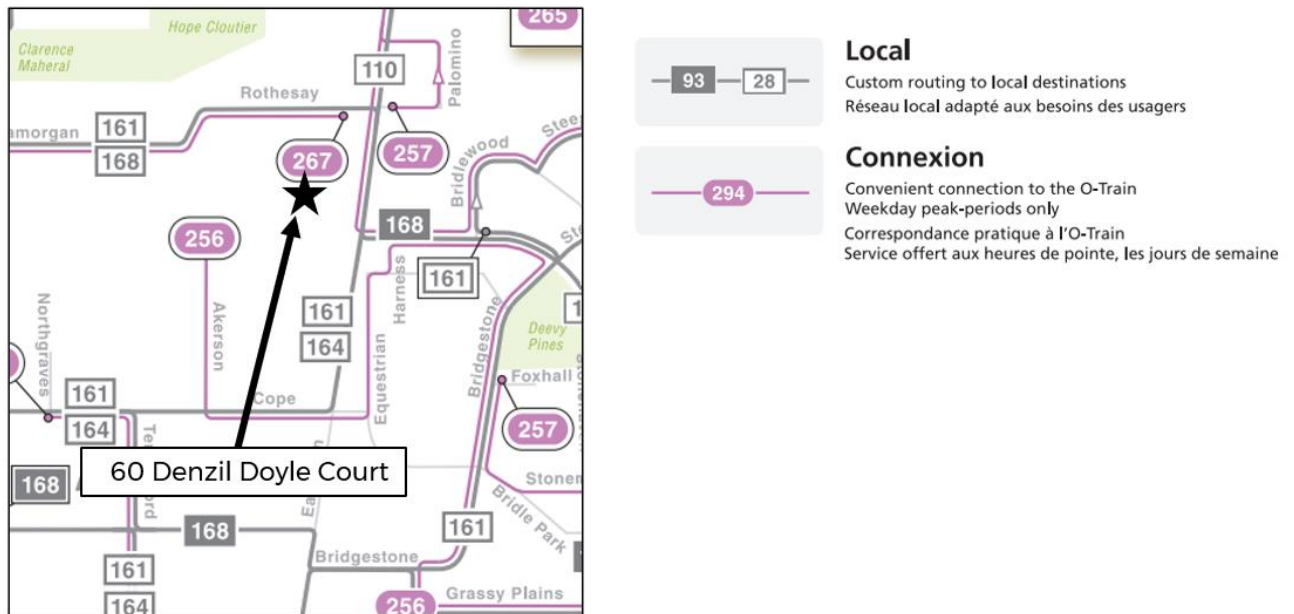 Hope Cloutier
Clarence
Maheral
265
110
Palomino
Rothesay
161
168
267
257
Bridlewood
256
168
161
Harness
Akerson
Northgraves
161
164
Equestrian
Bridgestone
Deevy
Pines
Foxhall
Cope
161
164
257
60 Denzil Doyle Court
168
168
Bridle Park
161
Bridgestone
161
164
256
Grassy Plains
93
28
Local
Custom routing to local destinations
Réseau local adapté aux besoins des usagers
294
Connexion
Convenient connection to the O-Train
Weekday peak-periods only
Correspondance pratique à l’O-Train
Service offert aux heures de pointe, les jours de semaine